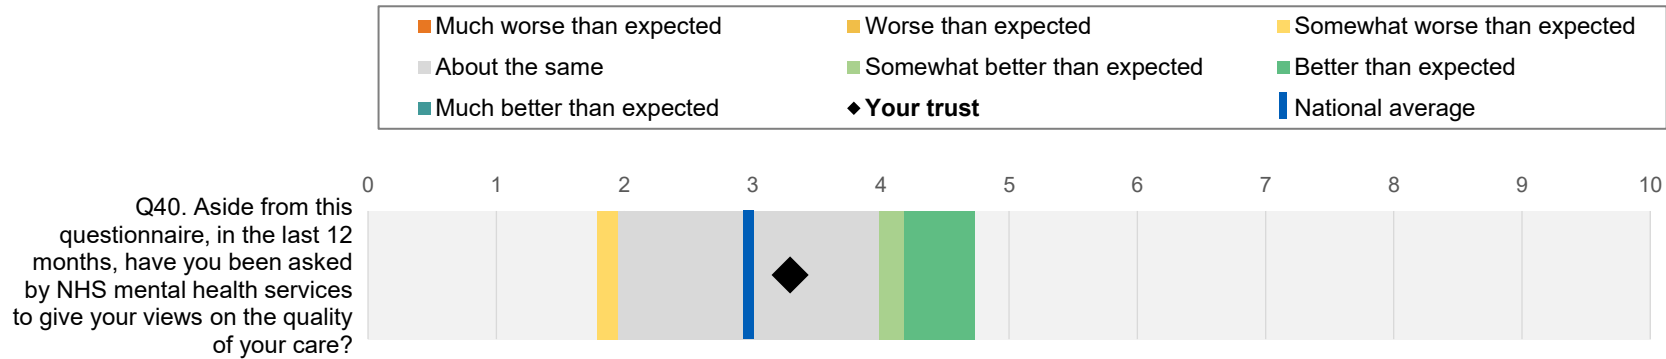 Much worse than expected
Worse than expected
Somewhat worse than expected
About the same
Somewhat better than expected
Better than expected
Much better than expected
Your trust
National average
0 1 2 3 4 5 6 7 8 9 10
Q40. Aside from this
questionnaire, in the last 12
months, have you been asked
by NHS mental health services
to give your views on the quality
of your care?